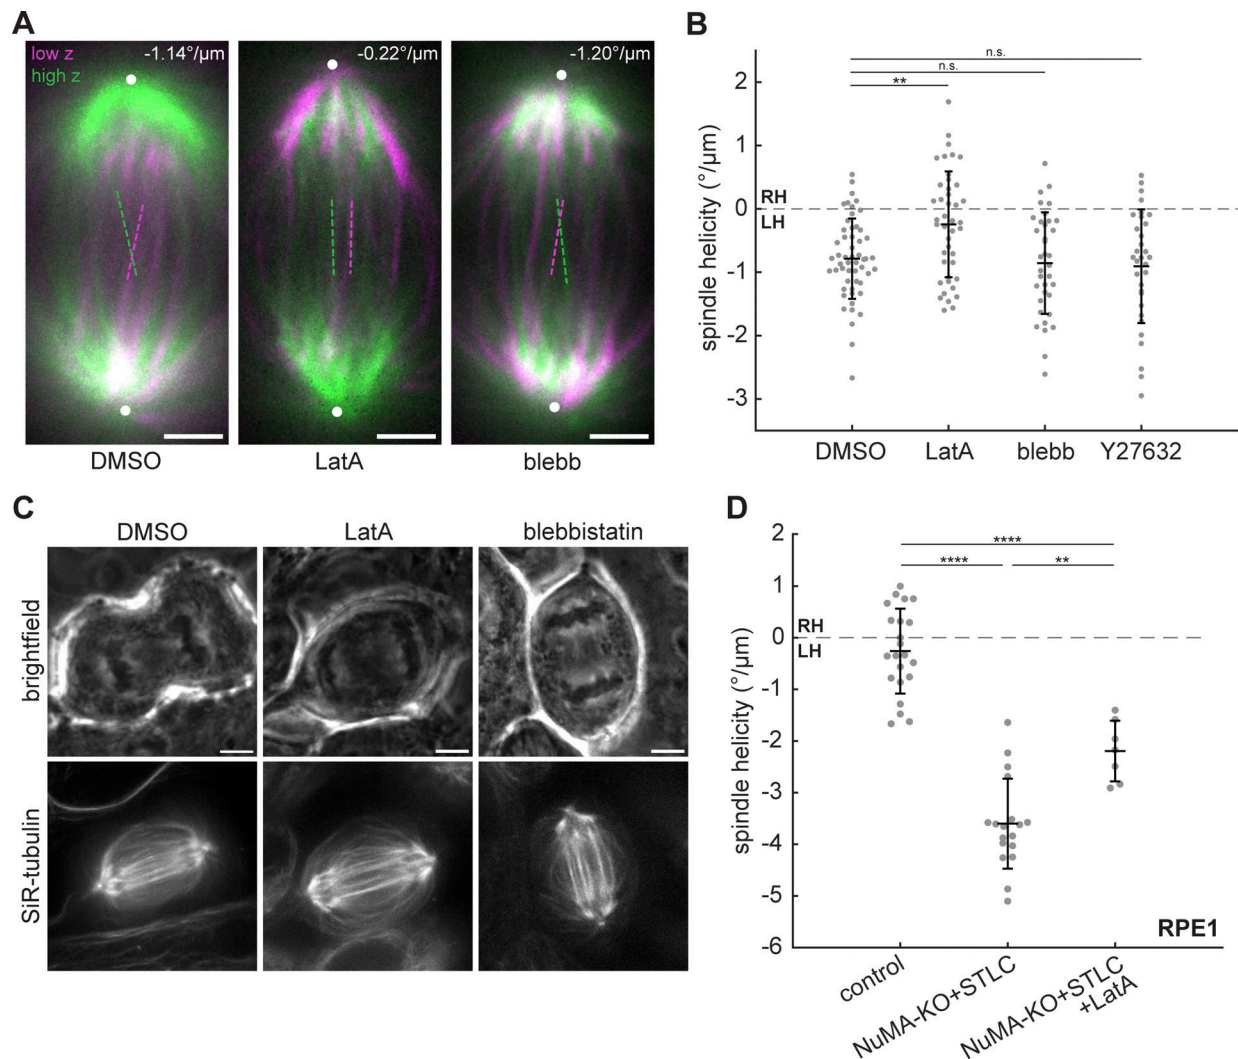 A
low z
high z
-1.14°/µm
-0.22°/µm
-1.20°/µm
DMSO
LatA
blebb
B
spindle helicity (°/µm)
2
1
0
-1
-2
-3
RH
LH
**
n.s.
n.s.
DMSO
LatA
blebb
Y27632
C
DMSO
LatA
blebbistatin
brightfield
SiR-tubulin
D
spindle helicity (°/µm)
2
1
0
-1
-2
-3
-4
-5
-6
RH
LH
****
****
**
RPE1
control
NuMA-KO+STLC
NuMA-KO+STLC
+LatA